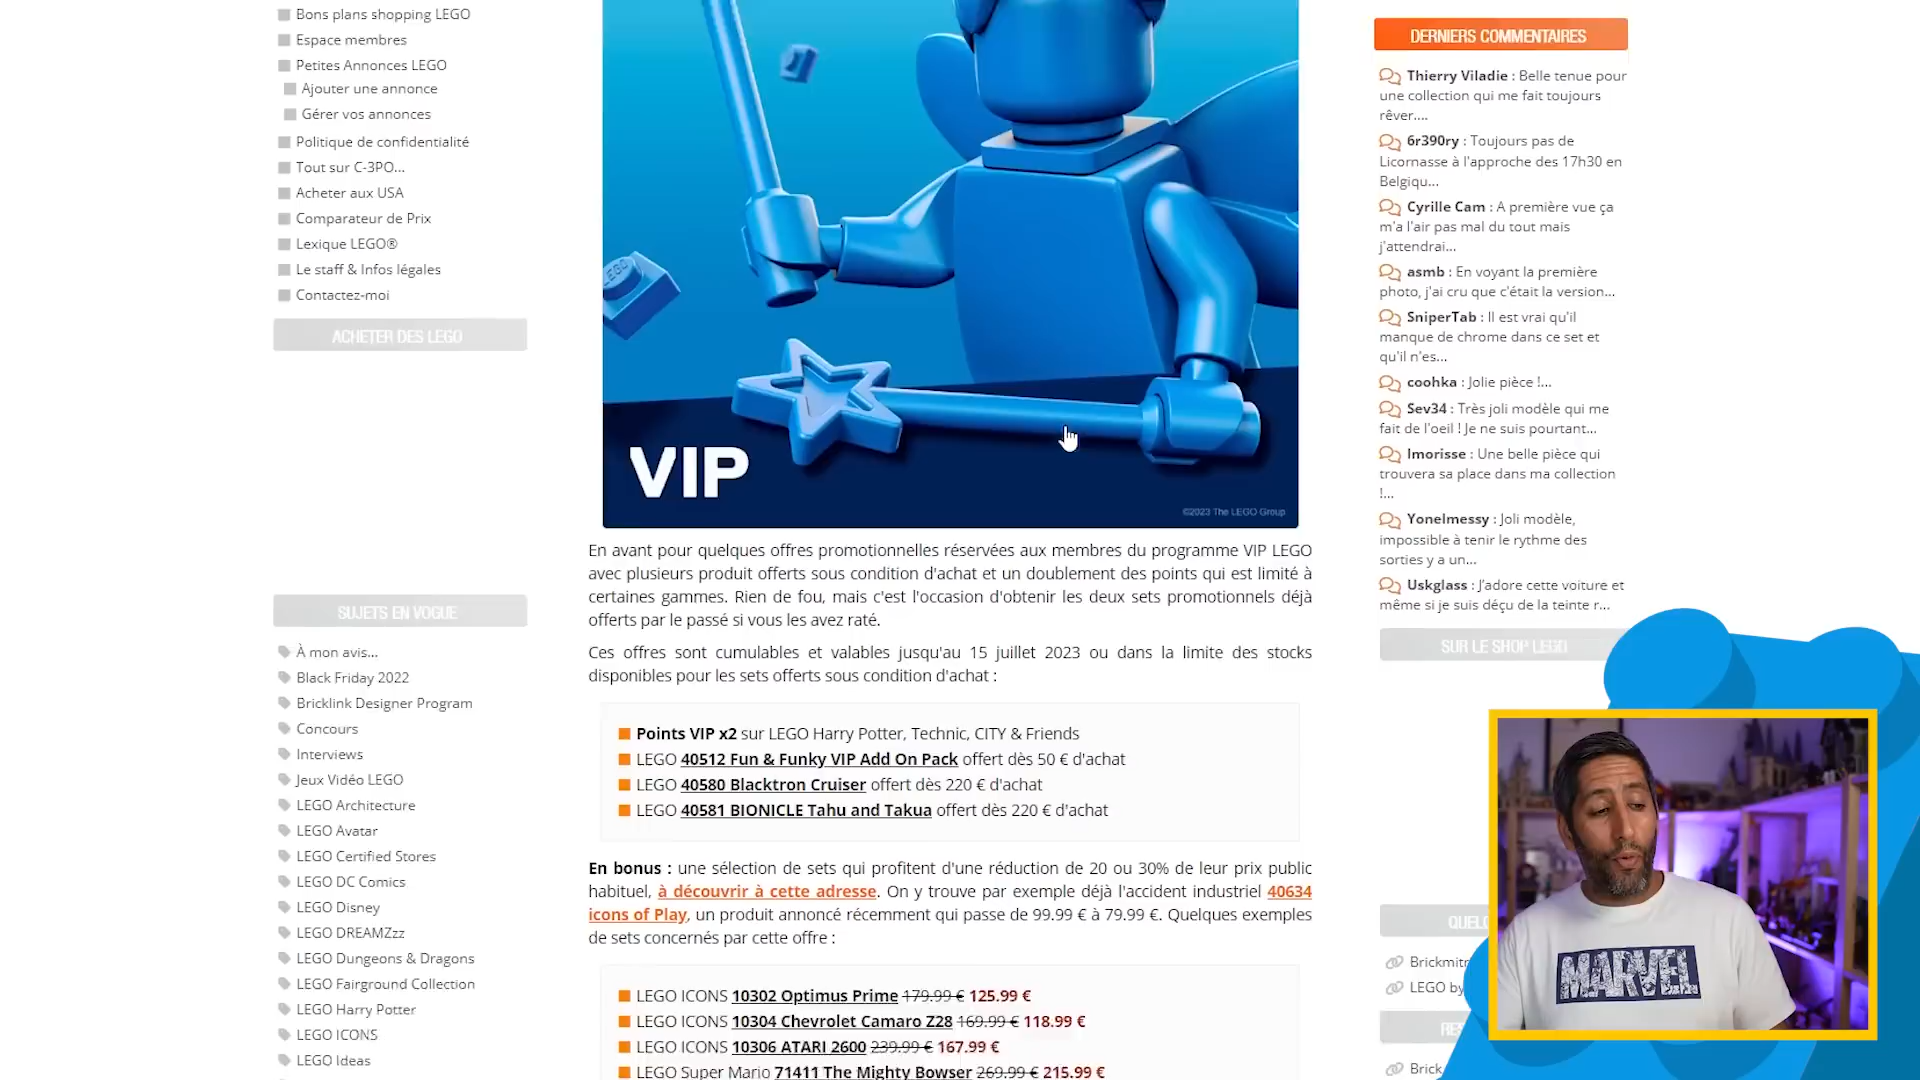 Bons plans shopping LEGO
Espace membres
Petites Annonces LEGO
Ajouter une annonce
Gérer vos annonces
Politique de confidentialité
Tout sur C-3PO...
Acheter aux USA
Comparateur de Prix
Lexique LEGO®
Le staff & Infos légales
Contactez-moi
ACHETER DES LEGO
SUJETS EN VOGUE
À mon avis...
Black Friday 2022
Bricklink Designer Program
Concours
Interviews
Jeux Vidéo LEGO
LEGO Architecture
LEGO Avatar
LEGO Certified Stores
LEGO DC Comics
LEGO Disney
LEGO DREAMZzz
LEGO Dungeons & Dragons
LEGO Fairground Collection
LEGO Harry Potter
LEGO ICONS
LEGO Ideas
LEGO
VIP
©2023 The LEGO Group
En avant pour quelques offres promotionnelles réservées aux membres du programme VIP LEGO
avec plusieurs produit offerts sous condition d'achat et un doublement des points qui est limité à
certaines gammes. Rien de fou, mais c'est l'occasion d'obtenir les deux sets promotionnels déjà
offerts par le passé si vous les avez raté.
Ces offres sont cumulables et valables jusqu'au 15 juillet 2023 ou dans la limite des stocks
disponibles pour les sets offerts sous condition d'achat :
Points VIP x2 sur LEGO Harry Potter, Technic, CITY & Friends
LEGO 40512 Fun & Funky VIP Add On Pack offert dès 50 € d'achat
LEGO 40580 Blacktron Cruiser offert dès 220 € d'achat
LEGO 40581 BIONICLE Tahu and Takua offert dès 220 € d'achat
En bonus : une sélection de sets qui profitent d'une réduction de 20 ou 30% de leur prix public
habituel, à découvrir à cette adresse. On y trouve par exemple déjà l'accident industriel 40634
icons of Play, un produit annoncé récemment qui passe de 99.99 € à 79.99 €. Quelques exemples
de sets concernés par cette offre :
LEGO ICONS 10302 Optimus Prime 179.99 € 125.99 €
LEGO ICONS 10304 Chevrolet Camaro Z28 169.99 € 118.99 €
LEGO ICONS 10306 ATARI 2600 239.99 € 167.99 €
LEGO Super Mario 71411 The Mighty Bowser 269.99 € 215.99 €
DERNIERS COMMENTAIRES
Thierry Viladie : Belle tenue pour
une collection qui me fait toujours
rêver....
6r390ry : Toujours pas de
Licornasse à l'approche des 17h30 en
Belgiqu...
Cyrille Cam : A première vue ça
m'a l'air pas mal du tout mais
j'attendrai...
asmb : En voyant la première
photo, j'ai cru que c'était la version...
SniperTab : Il est vrai qu'il
manque de chrome dans ce set et
qu'il n'es...
coohka : Jolie pièce !...
Sev34 : Très joli modèle qui me
fait de l'oeil ! Je ne suis pourtant...
lmorisse : Une belle pièce qui
trouvera sa place dans ma collection
!...
Yonelmessy : Joli modèle,
impossible à tenir le rythme des
sorties y a un...
Uskglass : J'adore cette voiture et
même si je suis déçu de la teinte r...
SUR LE SHOP LEGO
QUELQ
Brickmitr
LEGO by
RES
Brick
MARVEL